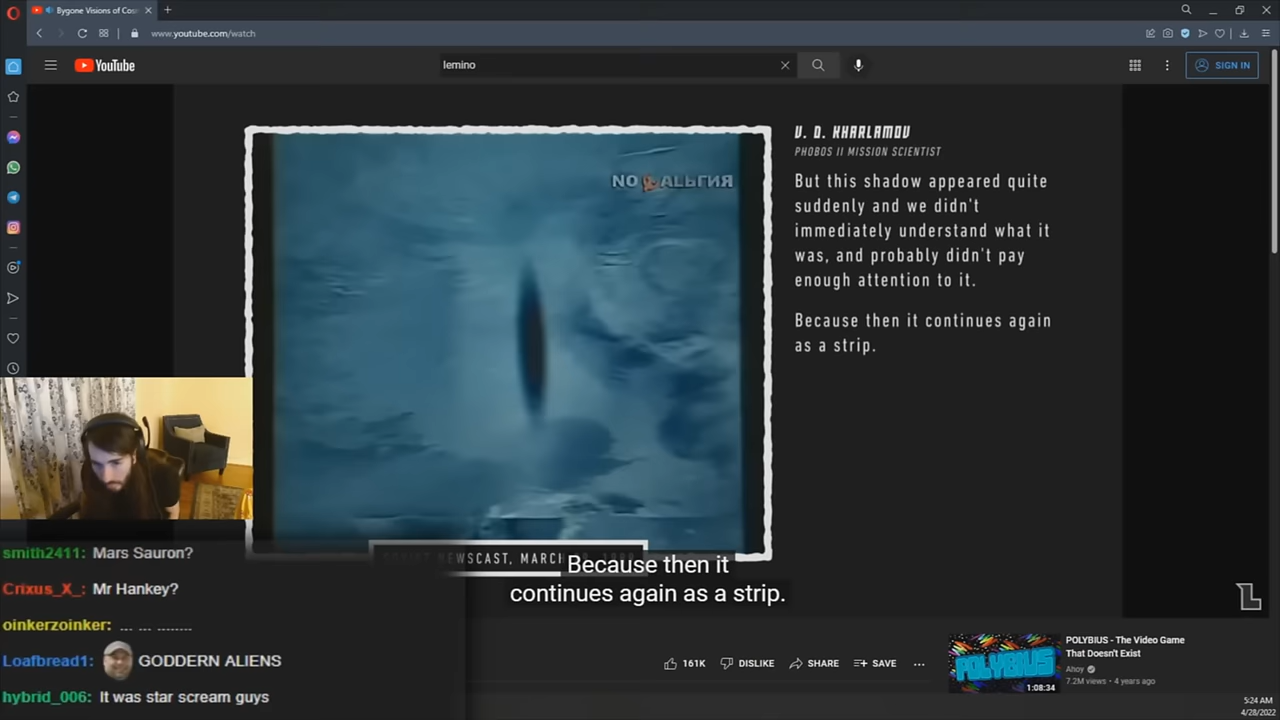 Bygone Visions of Cos
www.youtube.com/watch
YouTube
lemino
SIGN IN
V. D. KHARLAMOV
PHOBOS II MISSION SCIENTIST
NO АЛЬГИЯ
But this shadow appeared quite
suddenly and we didn't
immediately understand what it
was, and probably didn't pay
enough attention to it.
Because then it continues again
as a strip.
NEWSCAST, MARCH
Because then it
continues again as a strip.
smith2411: Mars Sauron?
Crixus_X_: Mr Hankey?
oinkerzoinker: ... ... ........
Loafbread1: GODDERN ALIENS
hybrid_006: It was star scream guys
161K
DISLIKE
SHARE
SAVE
POLYBIUS
1:08:34
POLYBIUS - The Video Game
That Doesn't Exist
Ahoy
7.2M views • 4 years ago
5:24 AM
4/28/2022